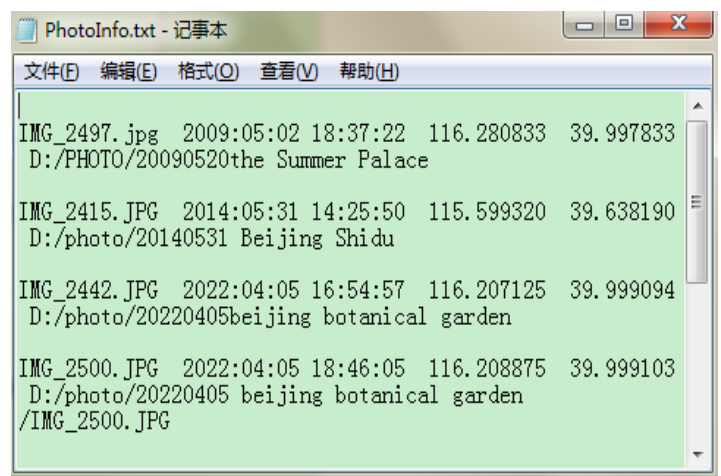 PhotoInfo.txt - 记事本
文件(F) 编辑(E) 格式(O) 查看(V) 帮助(H)
IMG_2497.jpg 2009:05:02 18:37:22 116.280833 39.997833
D:/PHOTO/20090520the Summer Palace
IMG_2415.JPG 2014:05:31 14:25:50 115.599320 39.638190
D:/photo/20140531 Beijing Shidu
IMG_2442.JPG 2022:04:05 16:54:57 116.207125 39.999094
D:/photo/20220405beijing botanical garden
IMG_2500.JPG 2022:04:05 18:46:05 116.208875 39.999103
D:/photo/20220405 beijing botanical garden
/IMG_2500.JPG